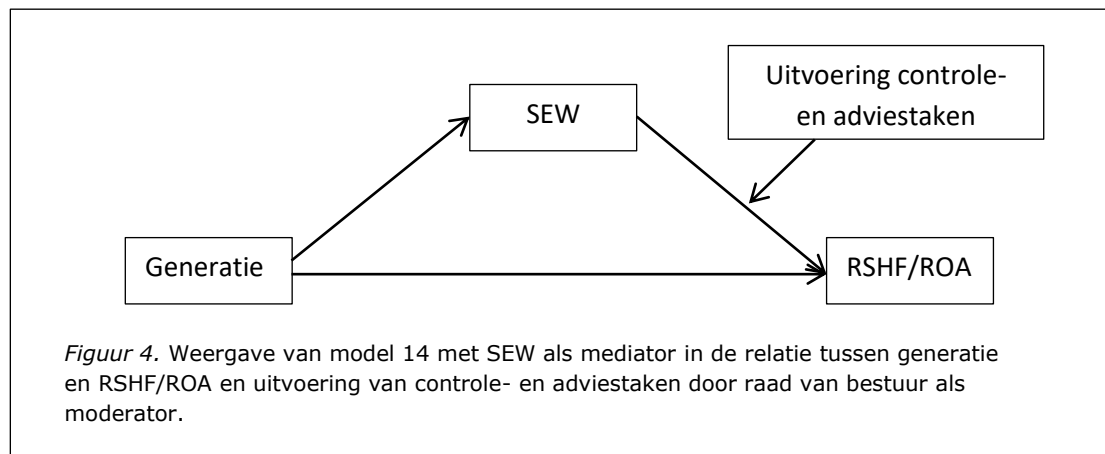 Uitvoering controle-
en adviestaken
SEW
Generatie
RSHF/ROA
Figuur 4. Weergave van model 14 met SEW als mediator in de relatie tussen generatie
en RSHF/ROA en uitvoering van controle- en adviestaken door raad van bestuur als
moderator.